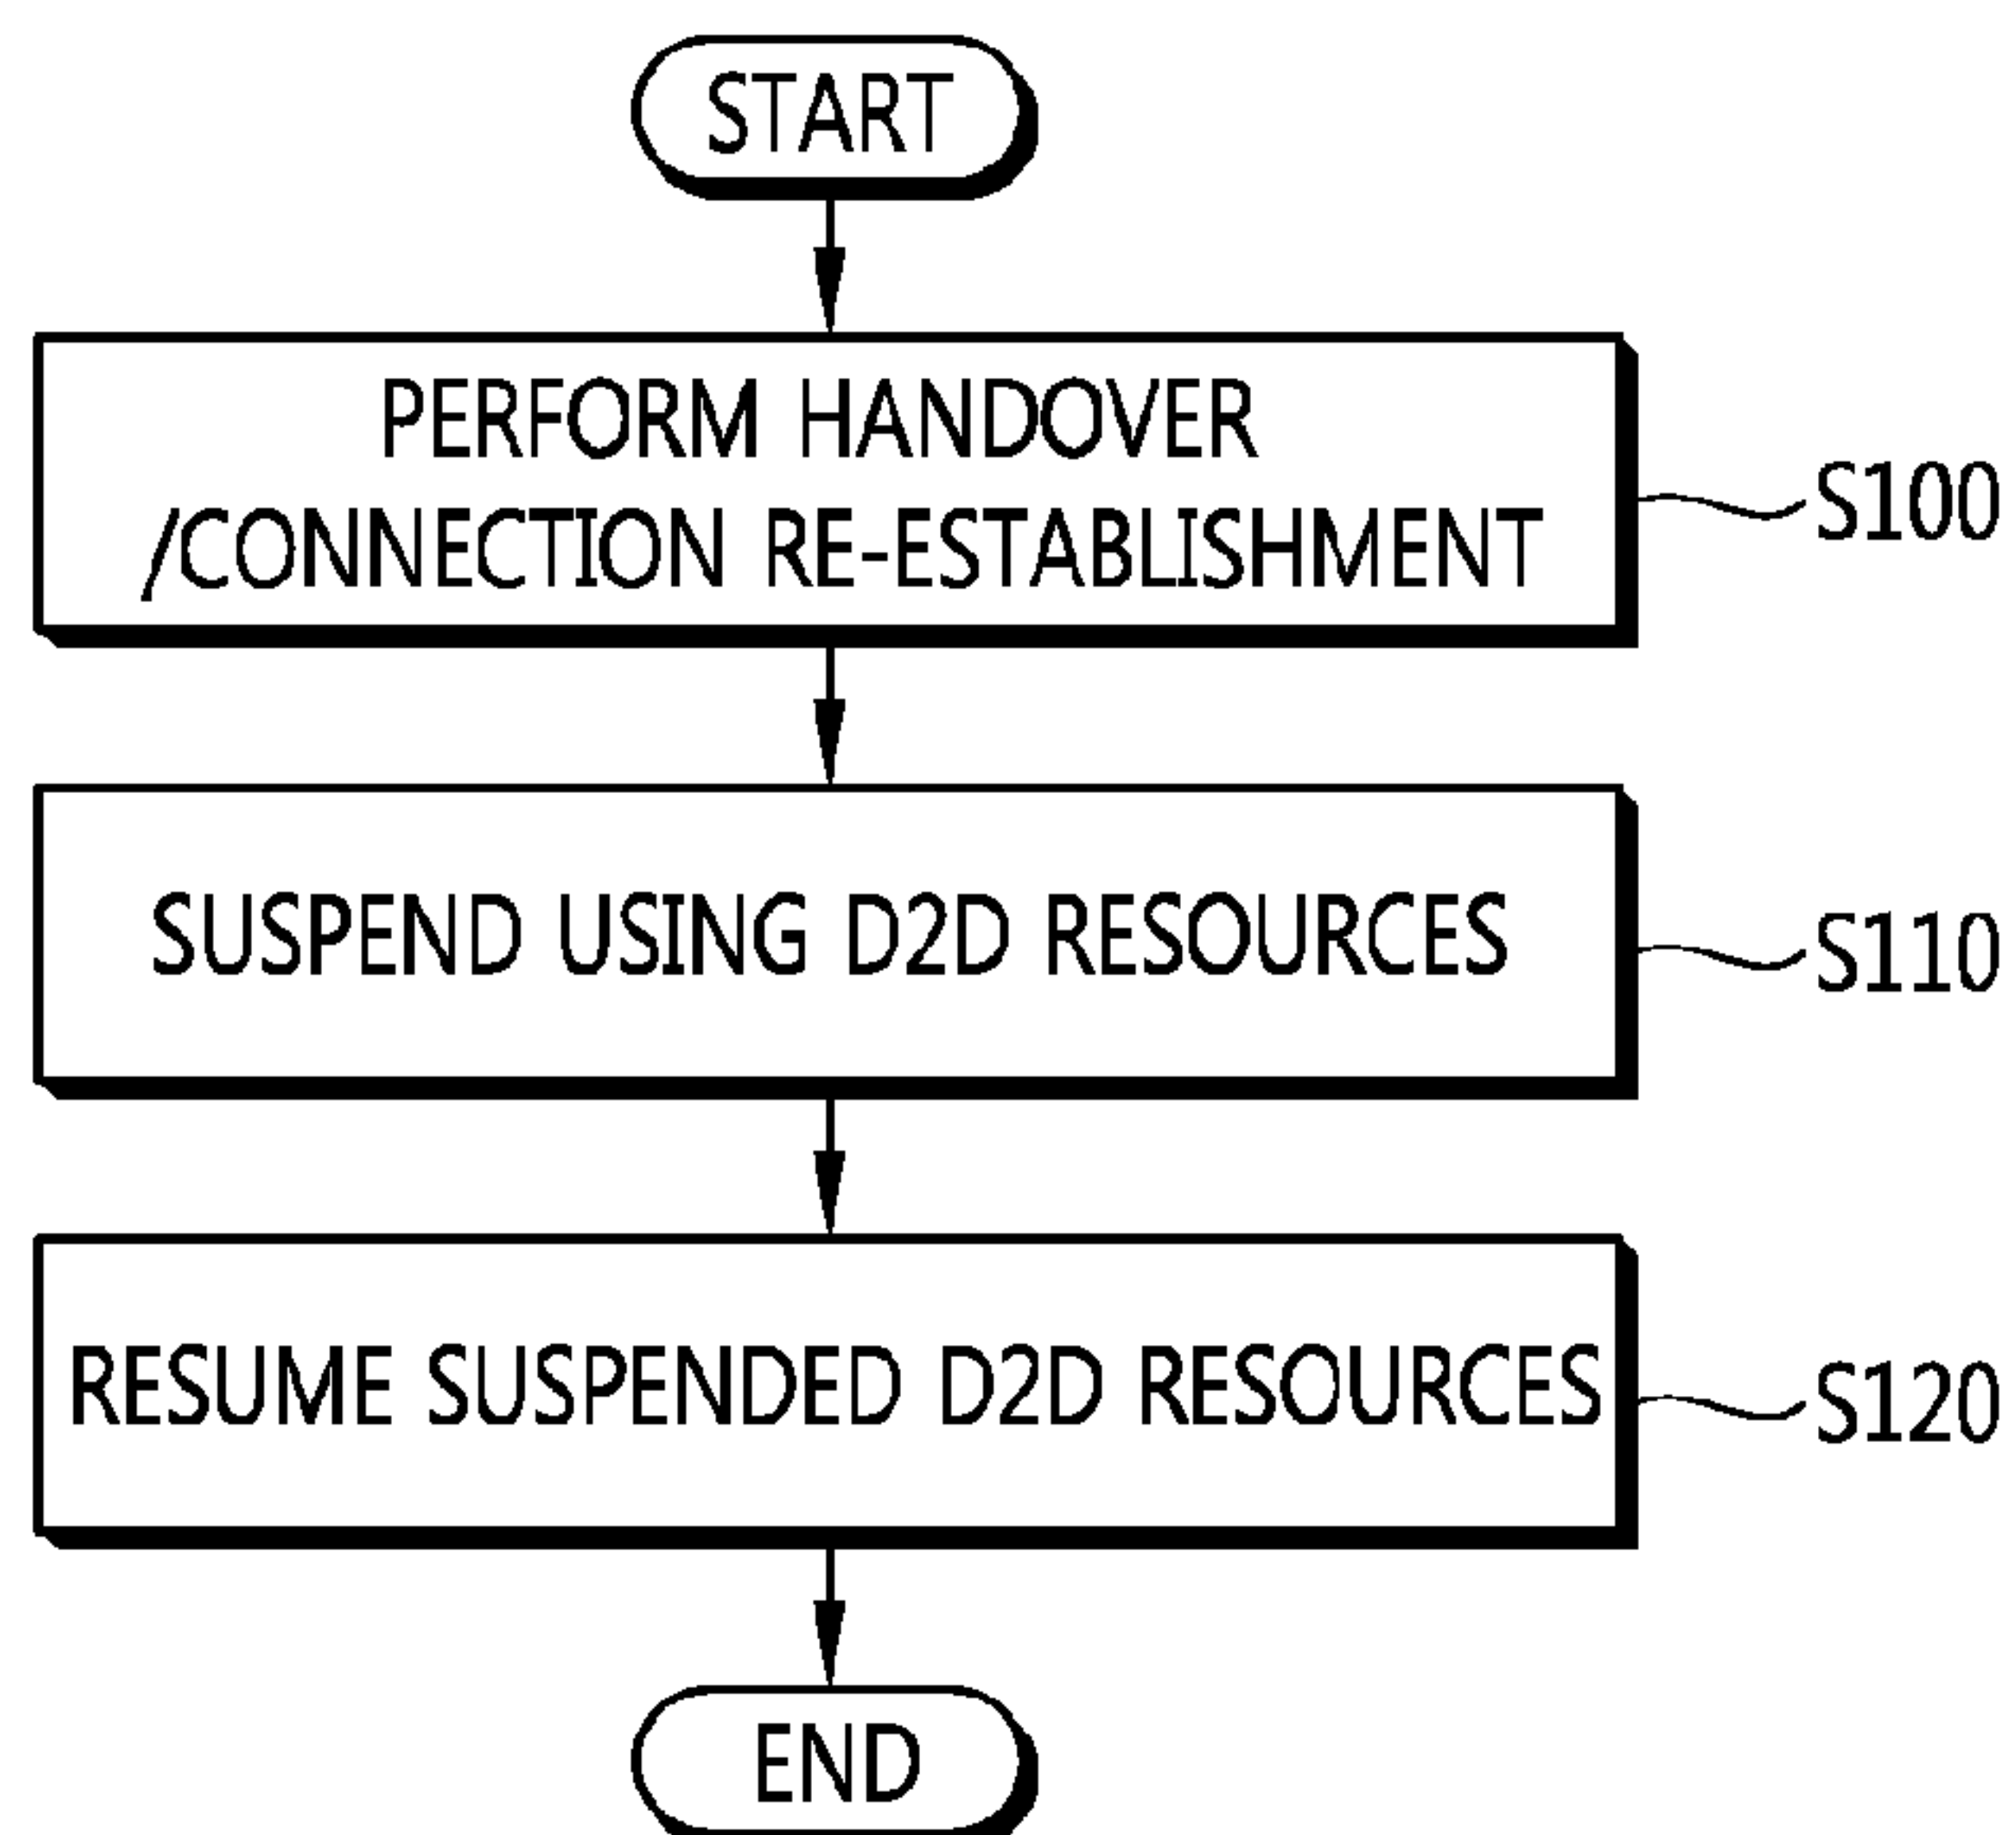 START
PERFORM HANDOVER
/CONNECTION RE-ESTABLISHMENT
S100
SUSPEND USING D2D RESOURCES
S110
RESUME SUSPENDED D2D RESOURCES
S120
END